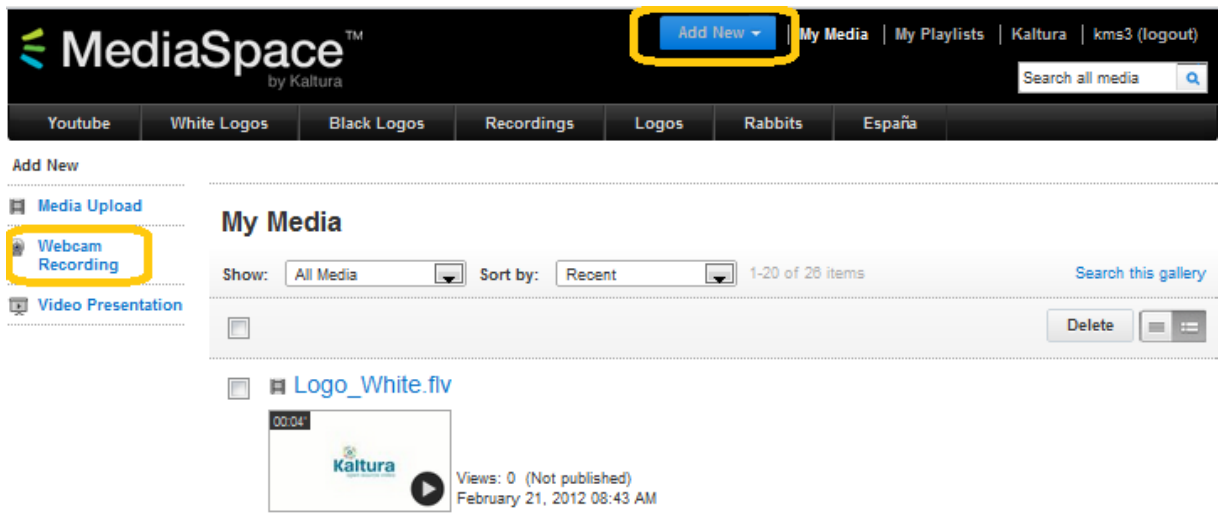 MediaSpace™
by Kaltura
Add New
My Media | My Playlists | Kaltura | kms3 (logout)
Search all media
Youtube White Logos Black Logos Recordings Logos Rabbits España
Add New
Media Upload
Webcam
Recording
Video Presentation
My Media
Show: All Media Sort by: Recent 1-20 of 26 items Search this gallery
Delete
Logo_White.flv
00:04"
Kaltura
Views: 0 (Not published)
February 21, 2012 08:43 AM